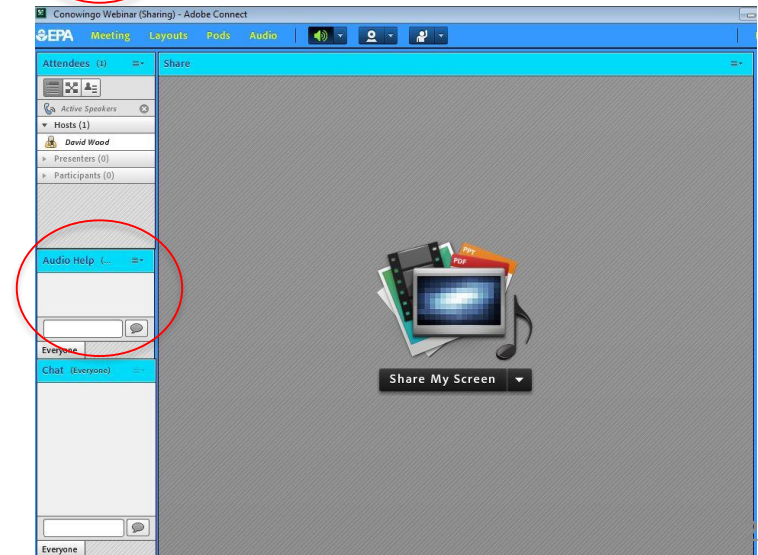 Conowingo Webinar (Sharing) - Adobe Connect
EPA Meeting Layouts Pods Audio
Attendees (1)
Active Speakers
Hosts (1)
David Wood
Presenters (0)
Participants (0)
Audio Help (...
Everyone
Chat (Everyone)
Everyone
Share
PPT
PDF
Share My Screen